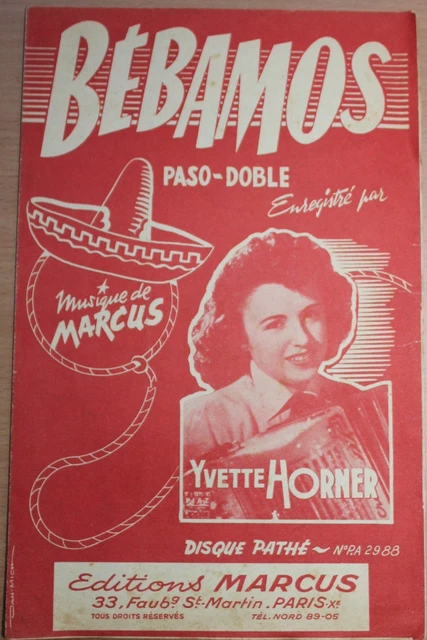 BÉBAMOS
PASO-DOBLE
Enregistré par
Musique de
MARCUS
YVETTE HORNER
DISQUE PATHÉ ~ N° PA 2988
Editions MARCUS
33, Faubg St-Martin. PARIS-Xe
TOUS DROITS RÉSERVÉS TÉL. NORD 89-05